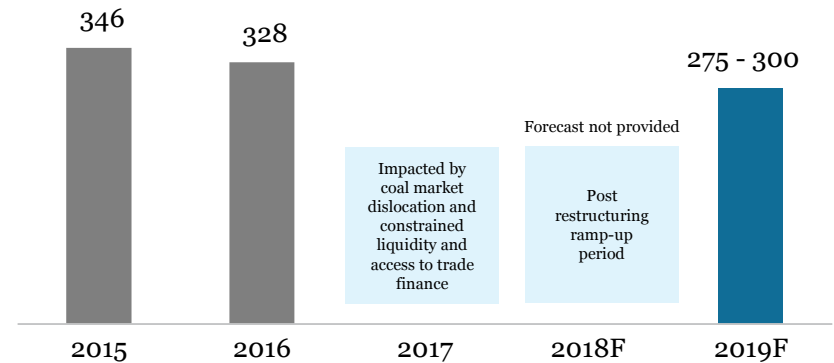 346
328
275 - 300
Forecast not provided
Impacted by
coal market
dislocation and
constrained
liquidity and
access to trade
finance
Post
restructuring
ramp-up
period
2015
2016
2017
2018F
2019F